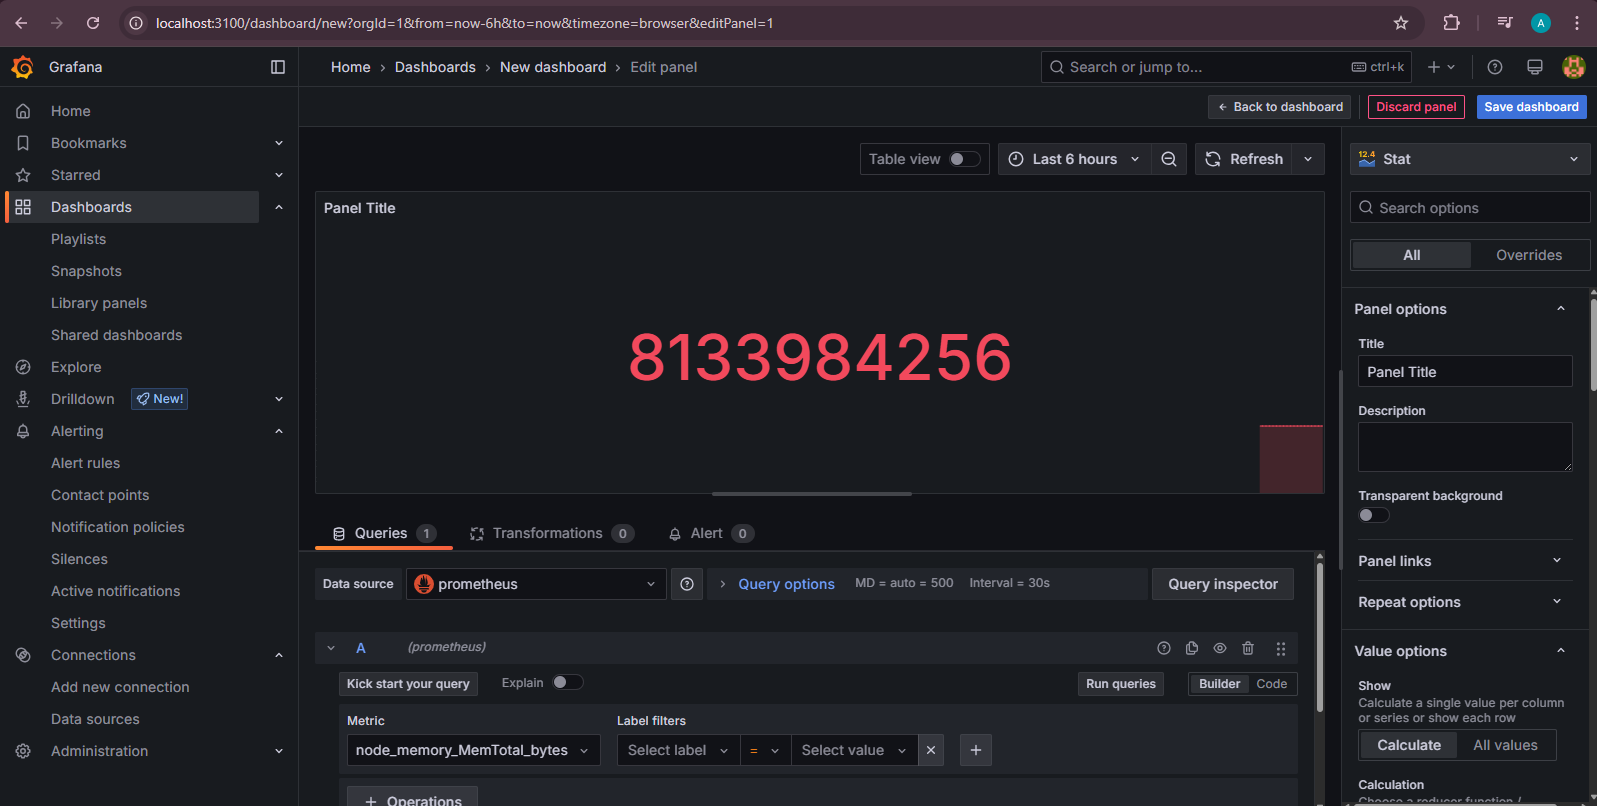 localhost:3100/dashboard/new?orgId=1&from=now-6h&to=now&timezone=browser&editPanel=1
A
Grafana
Home › Dashboards › New dashboard › Edit panel
Search or jump to...
ctrl+k
Back to dashboard
Discard panel
Save dashboard
Home
Bookmarks
Starred
Dashboards
Playlists
Snapshots
Library panels
Shared dashboards
Explore
Drilldown
New!
Alerting
Alert rules
Contact points
Notification policies
Silences
Active notifications
Settings
Connections
Add new connection
Data sources
Administration
Table view
Last 6 hours
Refresh
Panel Title
8133984256
Queries 1
Transformations 0
Alert 0
Data source
prometheus
Query options
MD = auto = 500
Interval = 30s
Query inspector
A
(prometheus)
Kick start your query
Explain
Run queries
Builder
Code
Metric
Label filters
node_memory_MemTotal_bytes
Select label
=
Select value
+ Operations
12.4
Stat
Search options
All
Overrides
Panel options
Title
Panel Title
Description
Transparent background
Panel links
Repeat options
Value options
Show
Calculate a single value per column
or series or show each row
Calculate
All values
Calculation
Choose a reducer function /